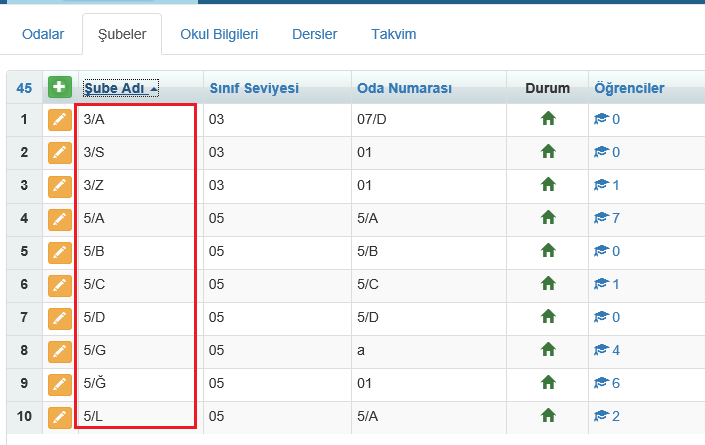 Odalar Şubeler Okul Bilgileri Dersler Takvim
45 Şube Adı Sınıf Seviyesi Oda Numarası Durum Öğrenciler
1 3/A 03 07/D 0
2 3/S 03 01 0
3 3/Z 03 01 1
4 5/A 05 5/A 7
5 5/B 05 5/B 0
6 5/C 05 5/C 1
7 5/D 05 5/D 0
8 5/G 05 a 4
9 5/Ğ 05 01 6
10 5/L 05 5/A 2